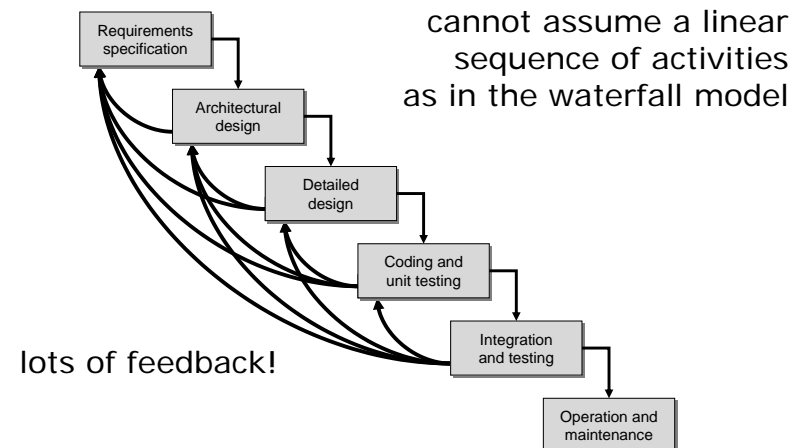 cannot assume a linear
sequence of activities
as in the waterfall model
Requirements
specification
Architectural
design
Detailed
design
Coding and
unit testing
Integration
and testing
Operation and
maintenance
lots of feedback!